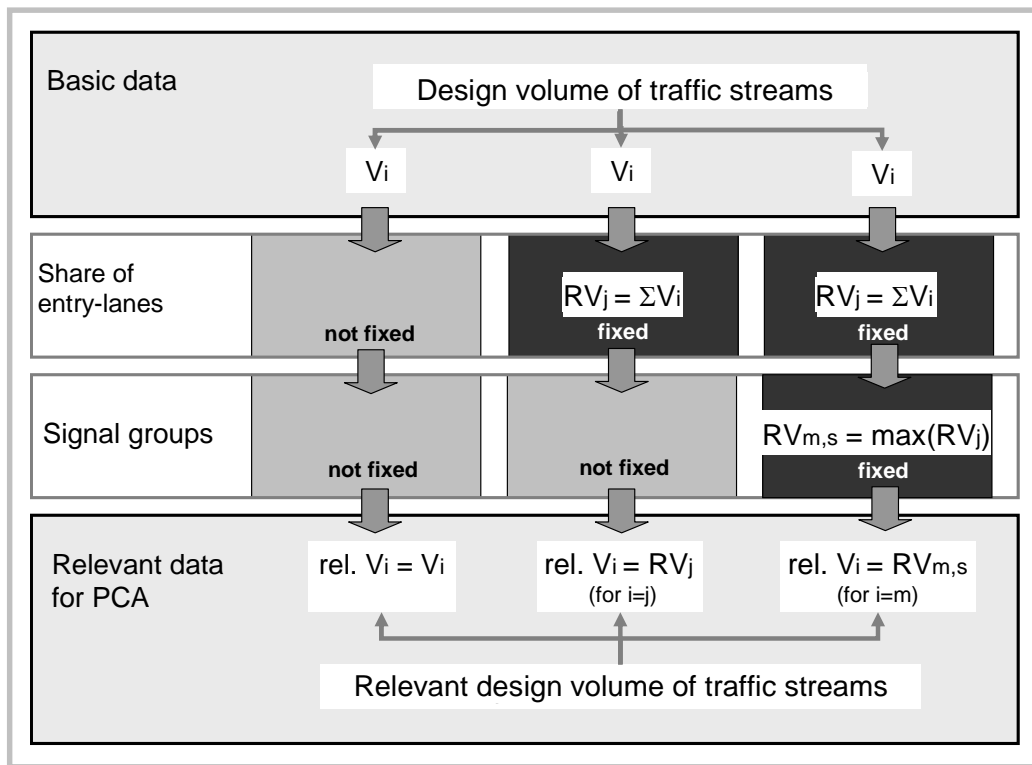 Basic data
Design volume of traffic streams
Vi Vi Vi
Share of
entry-lanes
RVj = ΣVi RVj = ΣVi
not fixed fixed fixed
Signal groups
RVm,s = max(RVj)
not fixed not fixed fixed
Relevant data
for PCA
rel. Vi = Vi rel. Vi = RVj rel. Vi = RVm,s
(for i=j) (for i=m)
Relevant design volume of traffic streams